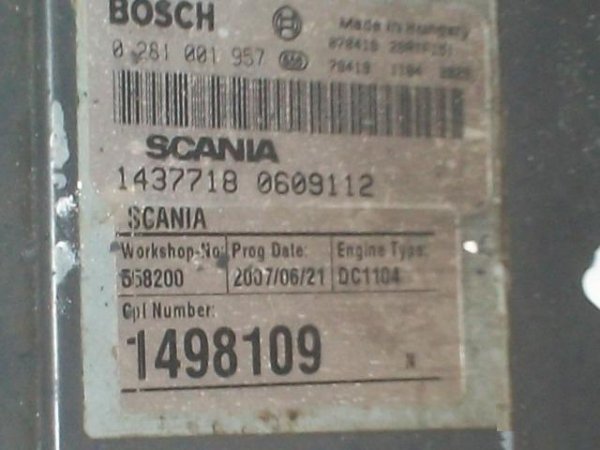 BOSCH
Made in Hungary
0 281 001 957
SCANIA
1437718 0609112
SCANIA
Workshop-No: Prog Date: Engine Type:
558200 2007/06/21 DC1104
Cpl Number:
1498109 N